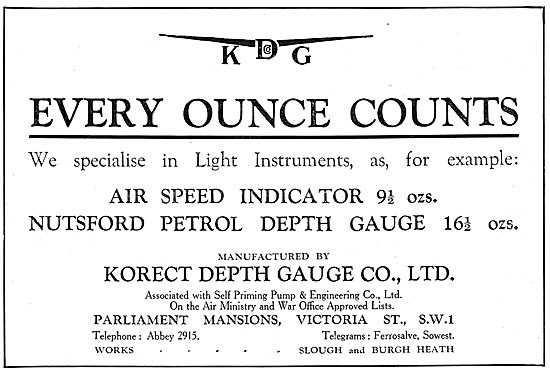 K D G
Co
EVERY OUNCE COUNTS
We specialise in Light Instruments, as, for example:
AIR SPEED INDICATOR 9½ ozs.
NUTSFORD PETROL DEPTH GAUGE 16½ ozs.
MANUFACTURED BY
KORECT DEPTH GAUGE CO., LTD.
Associated with Self Priming Pump & Engineering Co., Ltd.
On the Air Ministry and War Office Approved Lists.
PARLIAMENT MANSIONS, VICTORIA ST., S.W.1
Telephone: Abbey 2915. Telegrams: Ferrosalve, Sowest.
WORKS - - - - - SLOUGH and BURGH HEATH